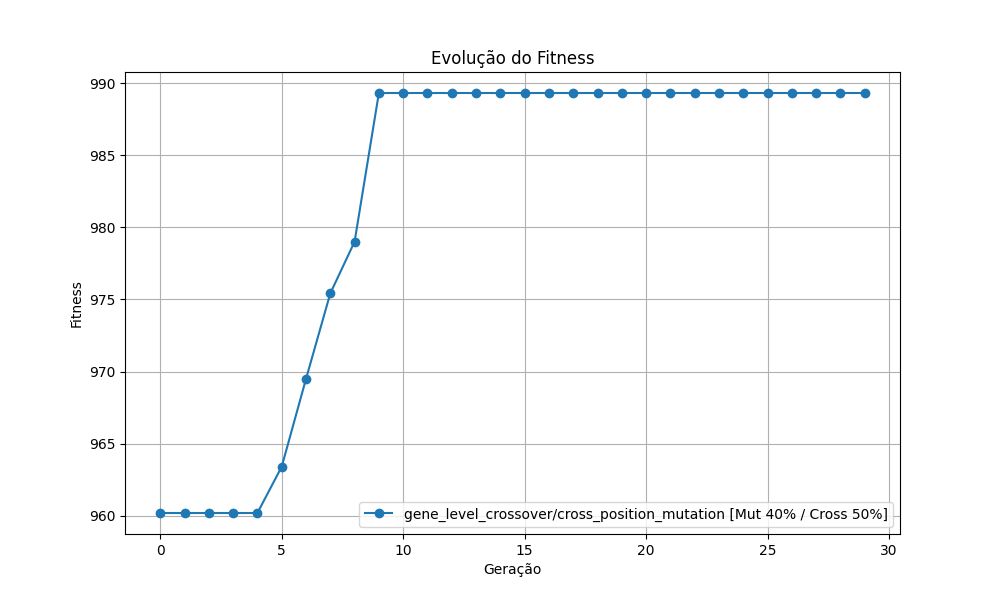 Evolução do Fitness
Fitness
990
985
980
975
970
965
960
gene_level_crossover/cross_position_mutation [Mut 40% / Cross 50%]
0 5 10 15 20 25 30
Geração